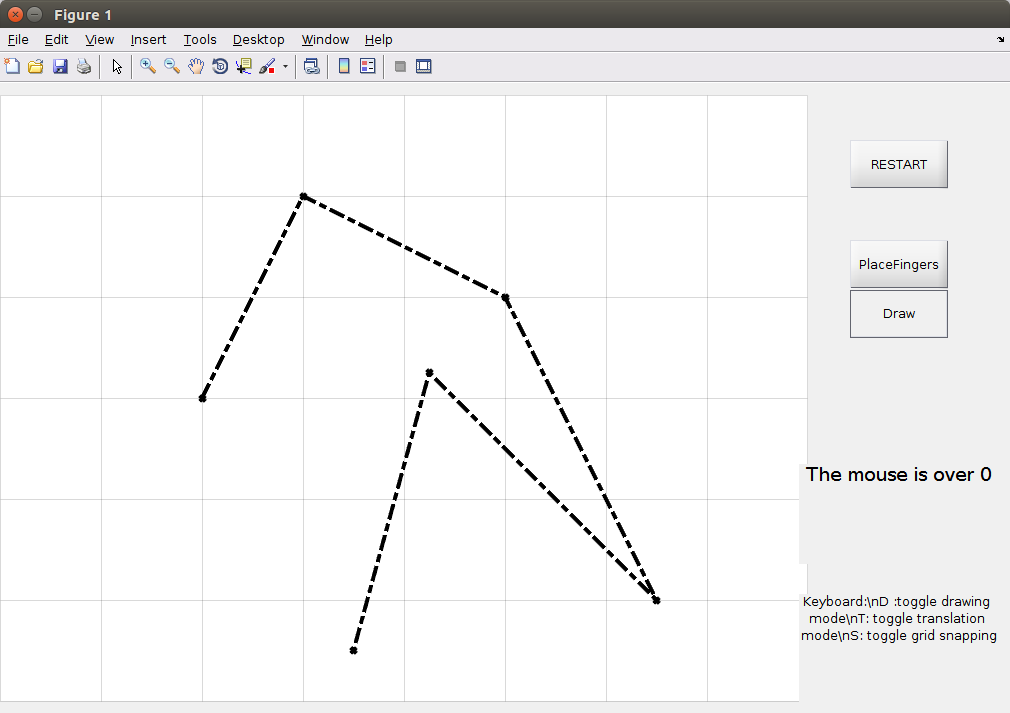 Figure 1
File Edit View Insert Tools Desktop Window Help
RESTART
PlaceFingers
Draw
The mouse is over 0
Keyboard:\nD :toggle drawing
mode\nT: toggle translation
mode\nS: toggle grid snapping